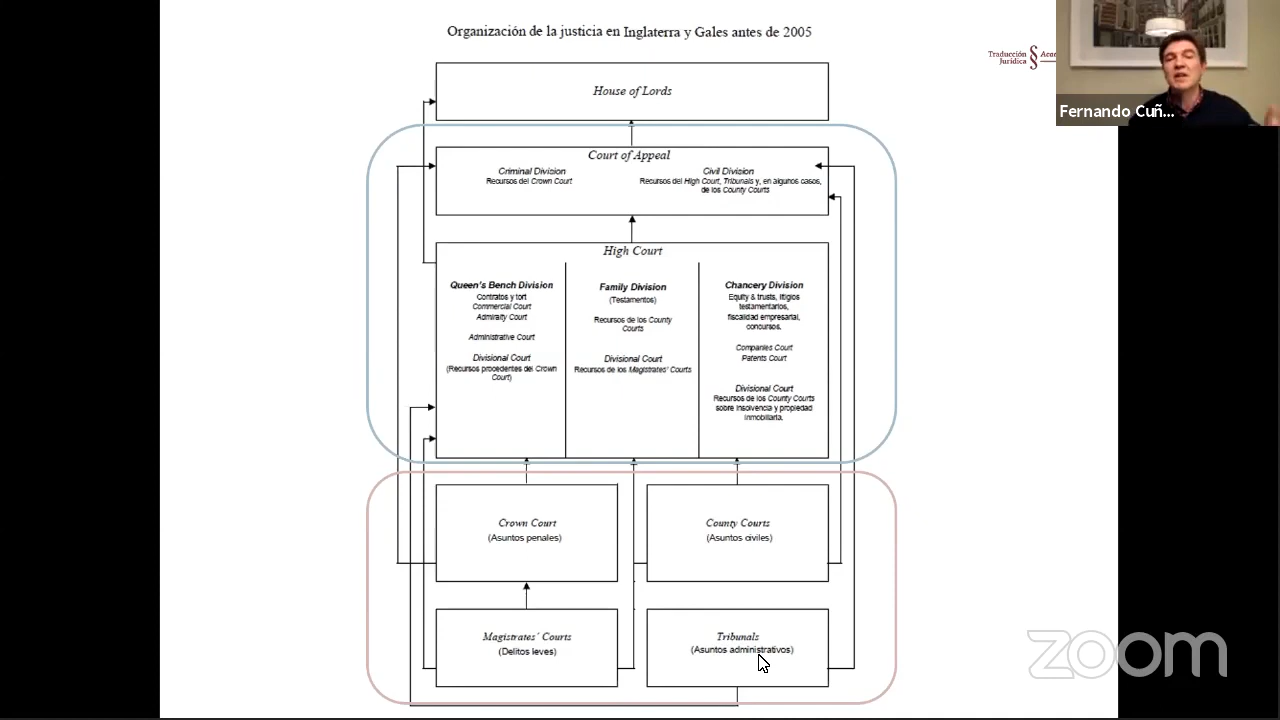 Organización de la justicia en Inglaterra y Gales antes de 2005
Traducción
Jurídica
§
Fernando Cuñ...
House of Lords
Court of Appeal
Criminal Division
Recursos del Crown Court
Civil Division
Recursos del High Court, Tribunals y, en algunos casos,
de los County Courts
High Court
Queen's Bench Division
Contratos y tort
Commercial Court
Admiralty Court
Administrative Court
Divisional Court
(Recursos procedentes del Crown
Court)
Family Division
(Testamentos)
Recursos de los County
Courts
Divisional Court
Recursos de los Magistrates' Courts
Chancery Division
Equity & trusts, litigios
testamentarios,
fiscalidad empresarial,
concursos.
Companies Court
Patents Court
Divisional Court
Recursos de los County Courts
sobre insolvencia y propiedad
inmobiliaria.
Crown Court
(Asuntos penales)
County Courts
(Asuntos civiles)
Magistrates´ Courts
(Delitos leves)
Tribunals
(Asuntos administrativos)
zoom